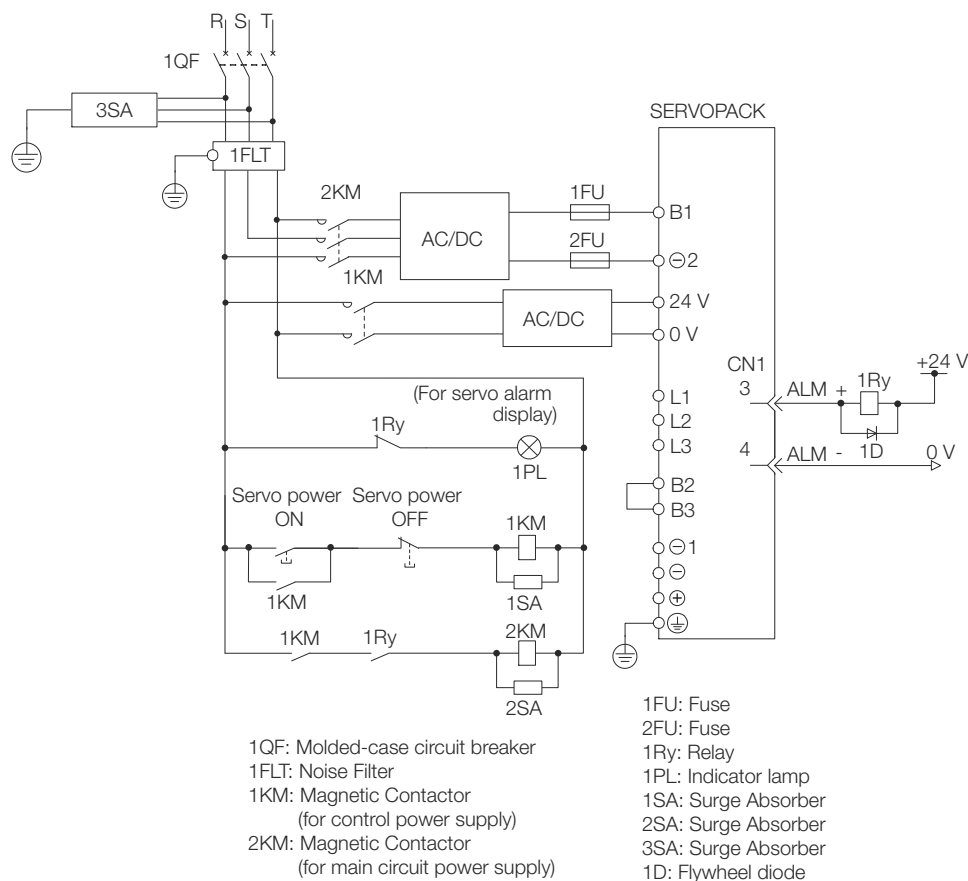 R S T
1QF
3SA
1FLT
SERVOPACK
2KM
1FU
B1
AC/DC
2FU
⊖2
1KM
24 V
AC/DC
0 V
CN1
+24 V
3 ALM + 1Ry
(For servo alarm
display)
L1
L2
1Ry
1D
L3
4 ALM - 0 V
1PL
B2
B3
Servo power
ON
Servo power
OFF
1KM
⊖1
⊖
1KM
1SA
⊕
1KM
1Ry
2KM
2SA
1QF: Molded-case circuit breaker
1FLT: Noise Filter
1KM: Magnetic Contactor
(for control power supply)
2KM: Magnetic Contactor
(for main circuit power supply)
1FU: Fuse
2FU: Fuse
1Ry: Relay
1PL: Indicator lamp
1SA: Surge Absorber
2SA: Surge Absorber
3SA: Surge Absorber
1D: Flywheel diode